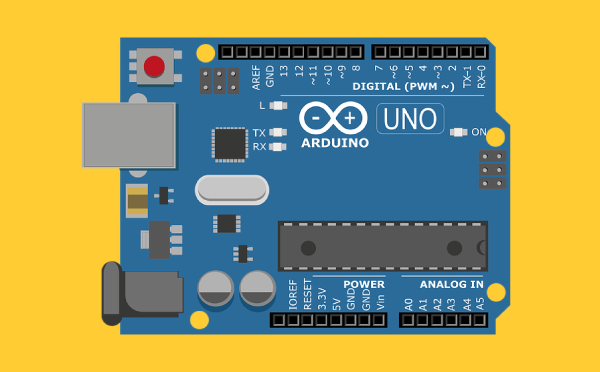 AREF
GND
13
12
~11
~10
~9
8
7
~6
~5
4
~3
2
TX-1
RX-0
DIGITAL (PWM ~)
L
TX
RX
- +
UNO
ARDUINO
ON
POWER
ANALOG IN
IOREF
RESET
3.3V
5V
GND
GND
Vin
A0
A1
A2
A3
A4
A5